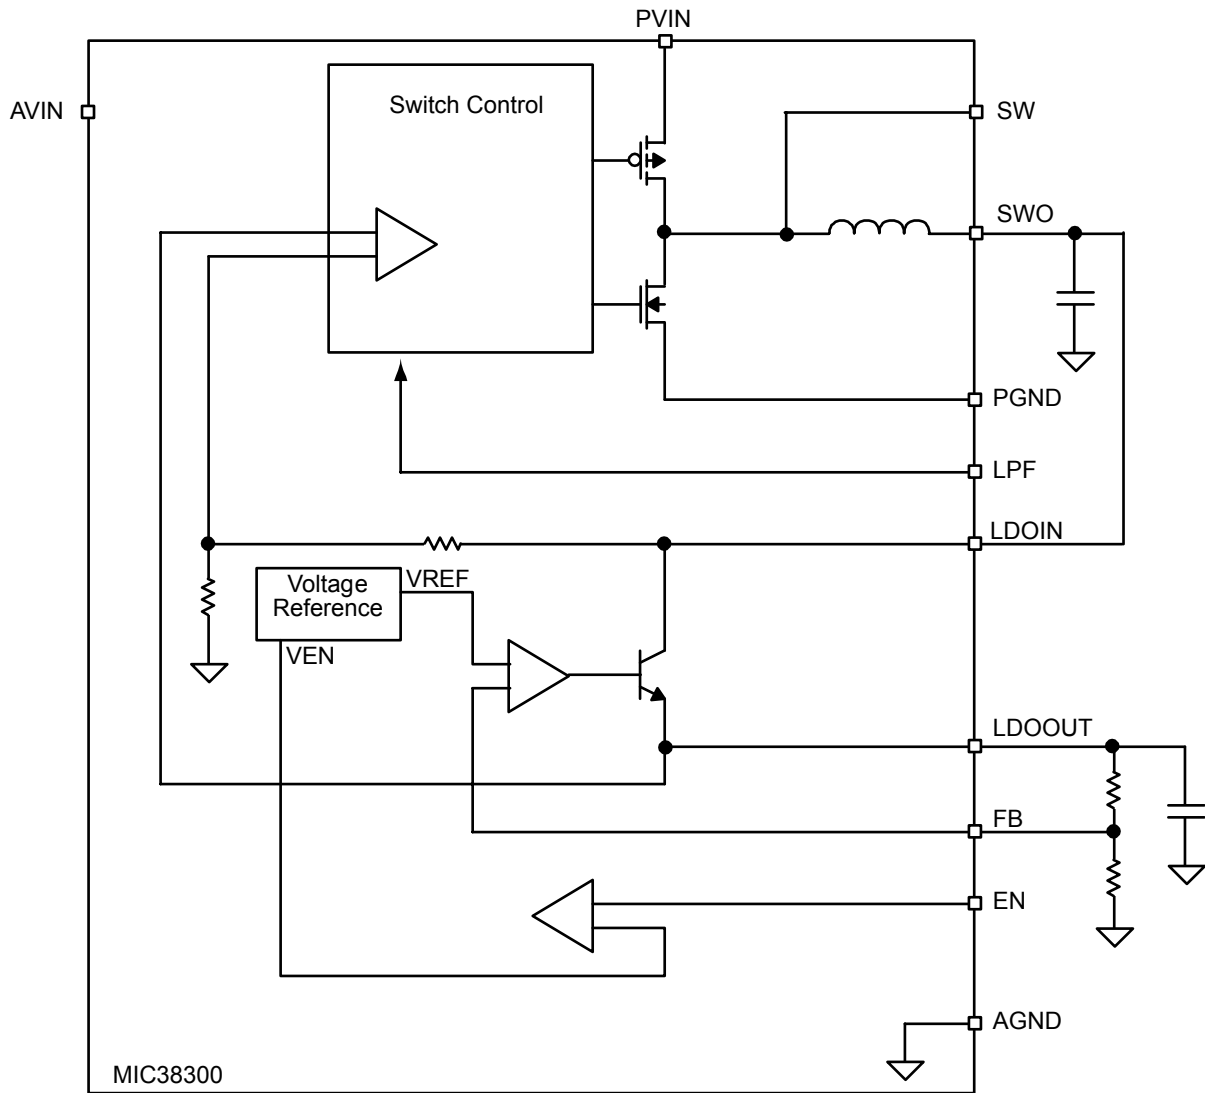 PVIN
AVIN
Switch Control
SW
SWO
PGND
LPF
LDOIN
Voltage
Reference
VREF
VEN
LDOOUT
FB
EN
AGND
MIC38300